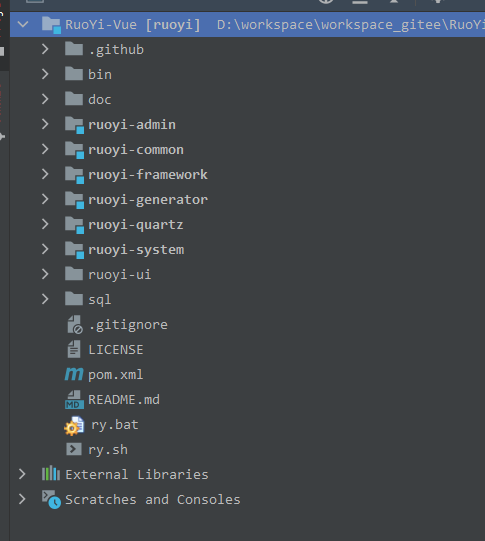 RuoYi-Vue [ruoyi] D:\workspace\workspace_gitee\RuoYi
.github
bin
doc
ruoyi-admin
ruoyi-common
ruoyi-framework
ruoyi-generator
ruoyi-quartz
ruoyi-system
ruoyi-ui
sql
.gitignore
LICENSE
pom.xml
README.md
ry.bat
ry.sh
External Libraries
Scratches and Consoles